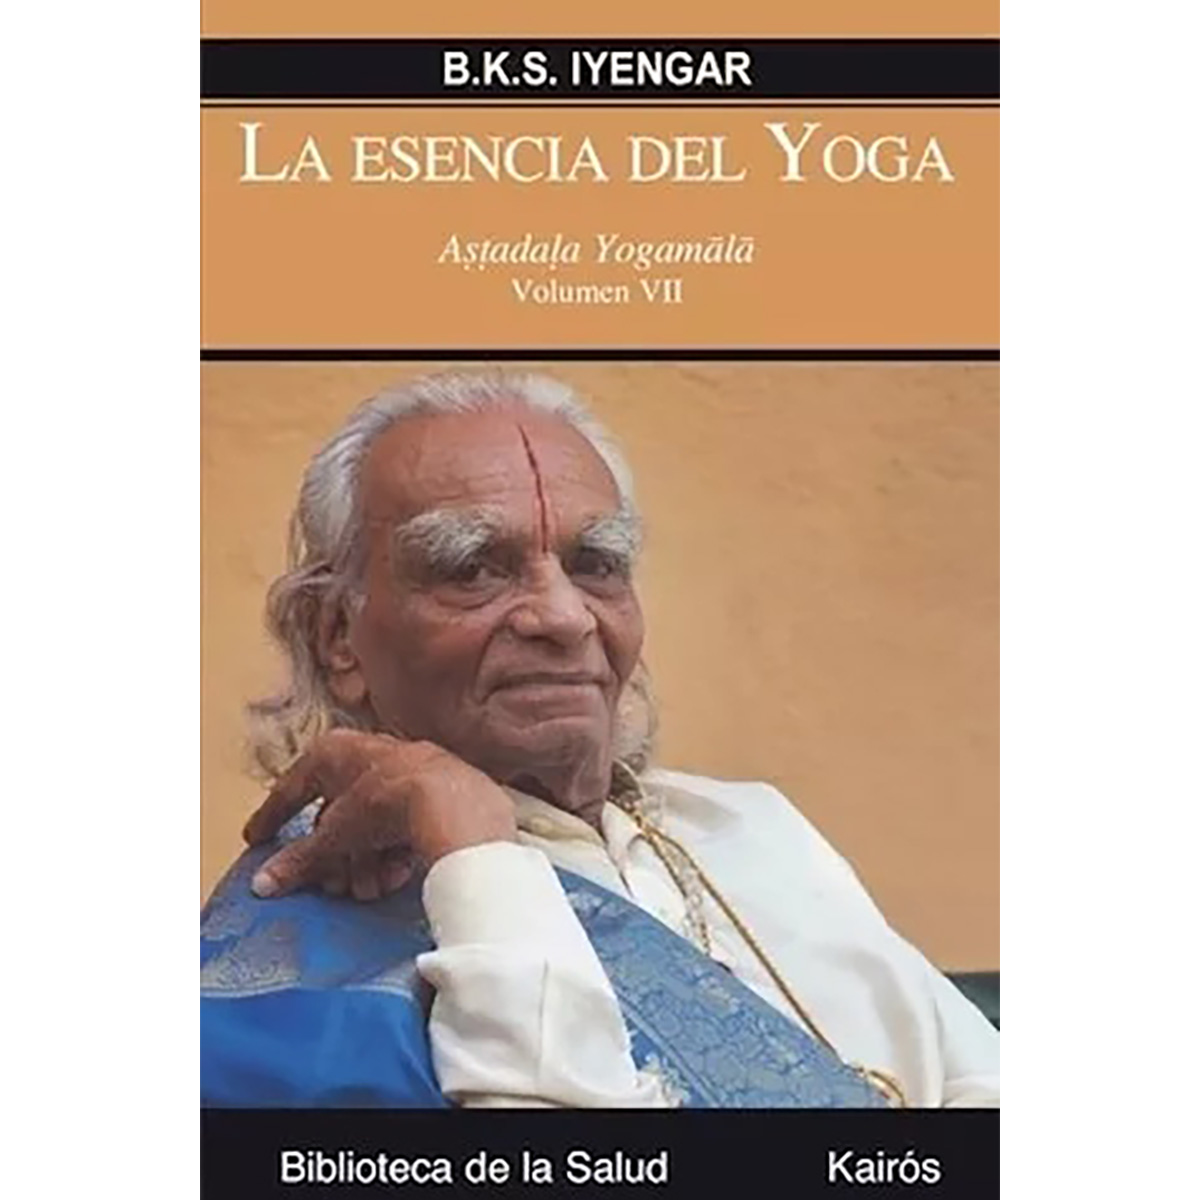 B.K.S. IYENGAR
LA ESENCIA DEL YOGA
Aṣṭadaḷa Yogamālā
Volumen VII
Biblioteca de la Salud
Kairós